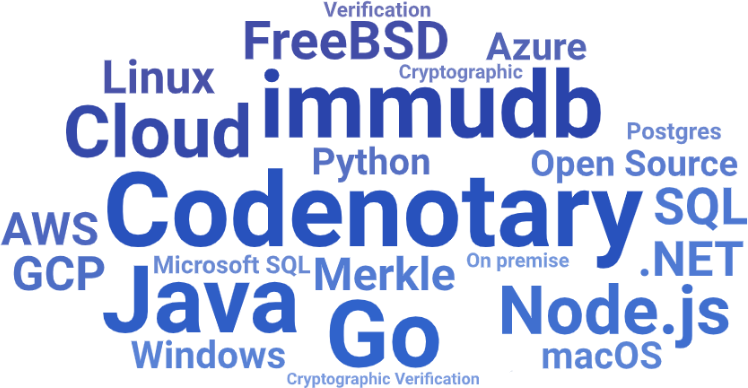 Verification
FreeBSD
Azure
Linux
Cryptographic
immudb
Cloud
Postgres
Python
Open Source
Codenotary
SQL
AWS
.NET
GCP
Microsoft SQL
Merkle
On premise
Java
Go
Node.js
Windows
macOS
Cryptographic Verification